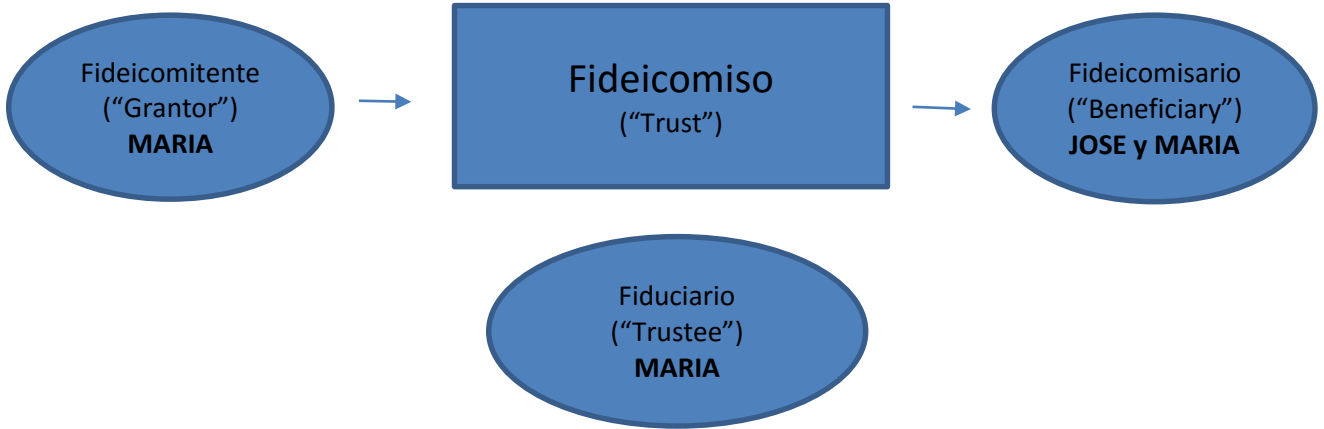 Fideicomitente
(“Grantor”)
MARIA
Fideicomiso
(“Trust”)
Fideicomisario
(“Beneficiary”)
JOSE y MARIA
Fiduciario
(“Trustee”)
MARIA